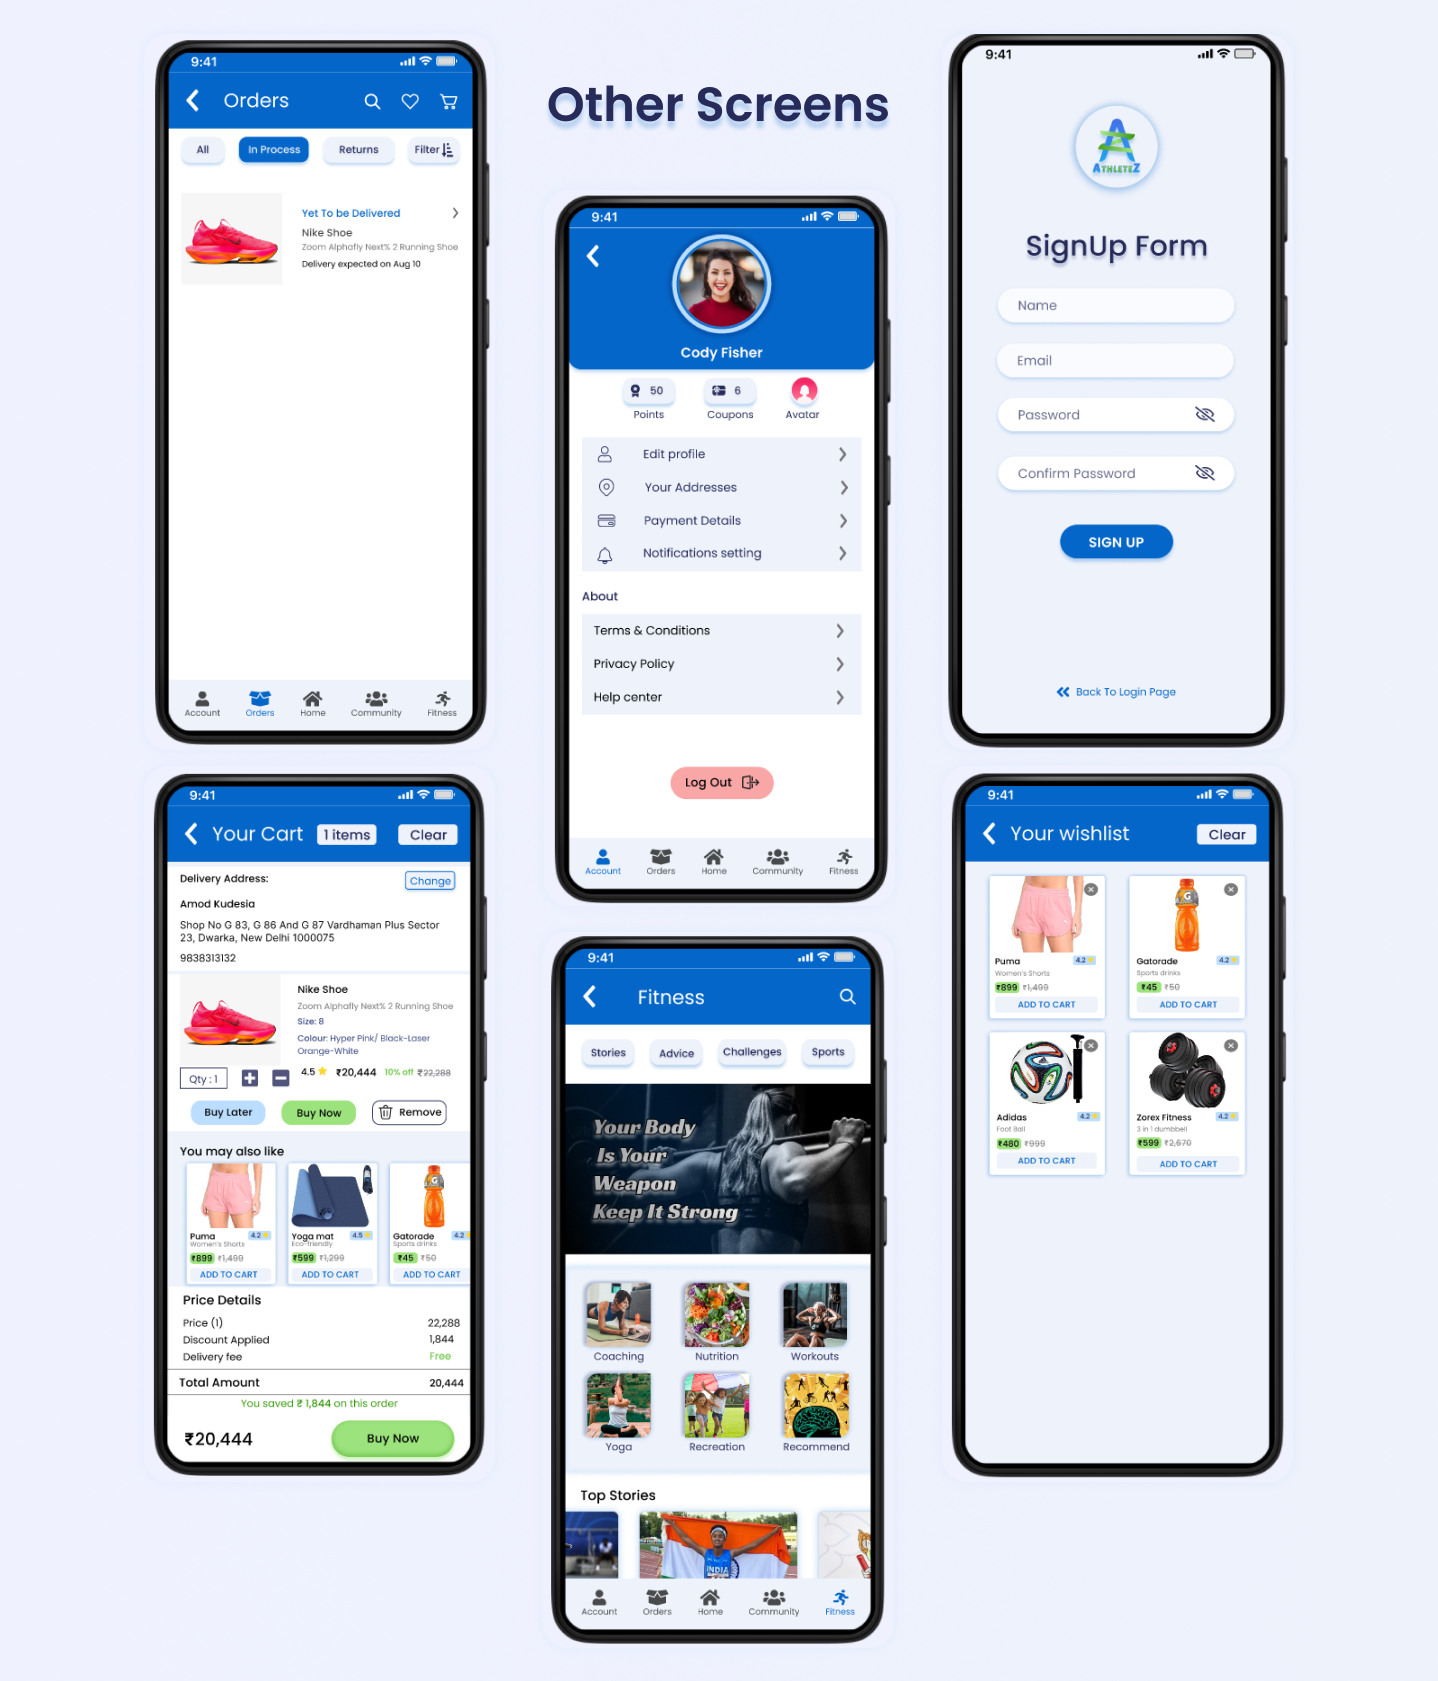 Other Screens
9:41
Orders
All
In Process
Returns
Filter
Yet To be Delivered
Nike Shoe
Zoom Alphafly Next% 2 Running Shoe
Delivery expected on Aug 10
Account
Orders
Home
Community
Fitness
9:41
Cody Fisher
50
6
Points
Coupons
Avatar
Edit profile
Your Addresses
Payment Details
Notifications setting
About
Terms & Conditions
Privacy Policy
Help center
Log Out
Account
Orders
Home
Community
Fitness
9:41
ATHLETEZ
SignUp Form
Name
Email
Password
Confirm Password
SIGN UP
Back To Login Page
9:41
Your Cart
1 items
Clear
Delivery Address:
Change
Amod Kudesia
Shop No G 83, G 86 And G 87 Vardhaman Plus Sector
23, Dwarka, New Delhi 1000075
9838313132
Nike Shoe
Zoom Alphafly Next% 2 Running Shoe
Size: 8
Colour: Hyper Pink/ Black-Laser
Orange-White
Qty : 1
4.5
₹20,444
10% off
₹22,288
Buy Later
Buy Now
Remove
You may also like
Puma
4.2
Women's Shorts
₹899 ₹1,499
ADD TO CART
Yoga mat
4.5
Eco-friendly
₹599 ₹1,299
ADD TO CART
G
Gatorade
4.2
Sports drinks
₹45 ₹50
ADD TO CART
Price Details
Price (1)
22,288
Discount Applied
1,844
Delivery fee
Free
Total Amount
20,444
You saved ₹ 1,844 on this order
₹20,444
Buy Now
9:41
Fitness
Stories
Advice
Challenges
Sports
Your Body
Is Your
Weapon
Keep It Strong
Coaching
Nutrition
Workouts
Yoga
Recreation
Recommend
Top Stories
INDIA
Account
Orders
Home
Community
Fitness
9:41
Your wishlist
Clear
Puma
4.2
Women's Shorts
₹899 ₹1,499
ADD TO CART
G
Gatorade
4.2
Sports drinks
₹45 ₹50
ADD TO CART
Adidas
4.2
Foot Ball
₹480 ₹999
ADD TO CART
Zorex Fitness
4.2
3 in 1 dumbbell
₹599 ₹2,670
ADD TO CART